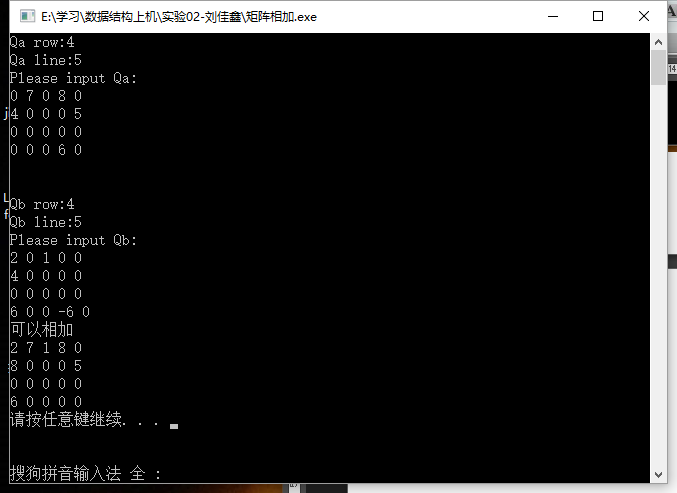 E:\学习\数据结构上机\实验02-刘佳鑫\矩阵相加.exe
Qa row:4
Qa line:5
Please input Qa:
0 7 0 8 0
4 0 0 0 5
0 0 0 0 0
0 0 0 6 0
Qb row:4
Qb line:5
Please input Qb:
2 0 1 0 0
4 0 0 0 0
0 0 0 0 0
6 0 0 -6 0
可以相加
2 7 1 8 0
8 0 0 0 5
0 0 0 0 0
6 0 0 0 0
请按任意键继续. . .
搜狗拼音输入法 全 :
14